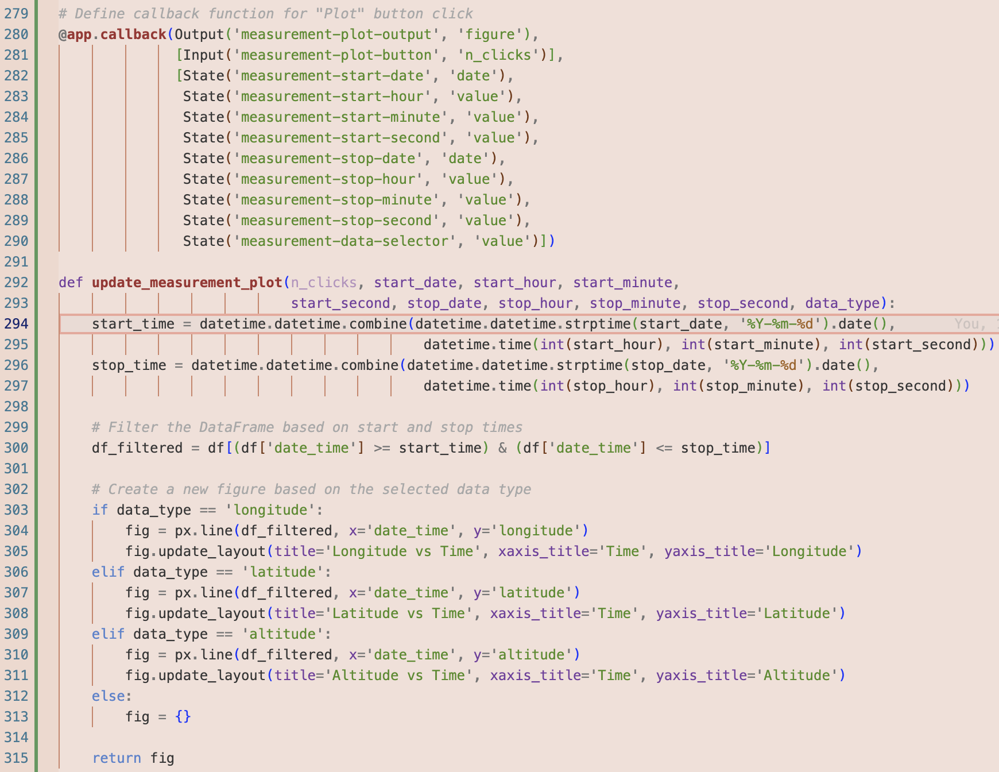 279 # Define callback function for "Plot" button click
280 @app.callback(Output('measurement-plot-output', 'figure'),
281 [Input('measurement-plot-button', 'n_clicks')],
282 [State('measurement-start-date', 'date'),
283 State('measurement-start-hour', 'value'),
284 State('measurement-start-minute', 'value'),
285 State('measurement-start-second', 'value'),
286 State('measurement-stop-date', 'date'),
287 State('measurement-stop-hour', 'value'),
288 State('measurement-stop-minute', 'value'),
289 State('measurement-stop-second', 'value'),
290 State('measurement-data-selector', 'value')])
291
292 def update_measurement_plot(n_clicks, start_date, start_hour, start_minute,
293 start_second, stop_date, stop_hour, stop_minute, stop_second, data_type):
294 start_time = datetime.datetime.combine(datetime.datetime.strptime(start_date, '%Y-%m-%d').date(), You,
295 datetime.time(int(start_hour), int(start_minute), int(start_second)))
296 stop_time = datetime.datetime.combine(datetime.datetime.strptime(stop_date, '%Y-%m-%d').date(),
297 datetime.time(int(stop_hour), int(stop_minute), int(stop_second)))
298
299 # Filter the DataFrame based on start and stop times
300 df_filtered = df[(df['date_time'] >= start_time) & (df['date_time'] <= stop_time)]
301
302 # Create a new figure based on the selected data type
303 if data_type == 'longitude':
304 fig = px.line(df_filtered, x='date_time', y='longitude')
305 fig.update_layout(title='Longitude vs Time', xaxis_title='Time', yaxis_title='Longitude')
306 elif data_type == 'latitude':
307 fig = px.line(df_filtered, x='date_time', y='latitude')
308 fig.update_layout(title='Latitude vs Time', xaxis_title='Time', yaxis_title='Latitude')
309 elif data_type == 'altitude':
310 fig = px.line(df_filtered, x='date_time', y='altitude')
311 fig.update_layout(title='Altitude vs Time', xaxis_title='Time', yaxis_title='Altitude')
312 else:
313 fig = {}
314
315 return fig